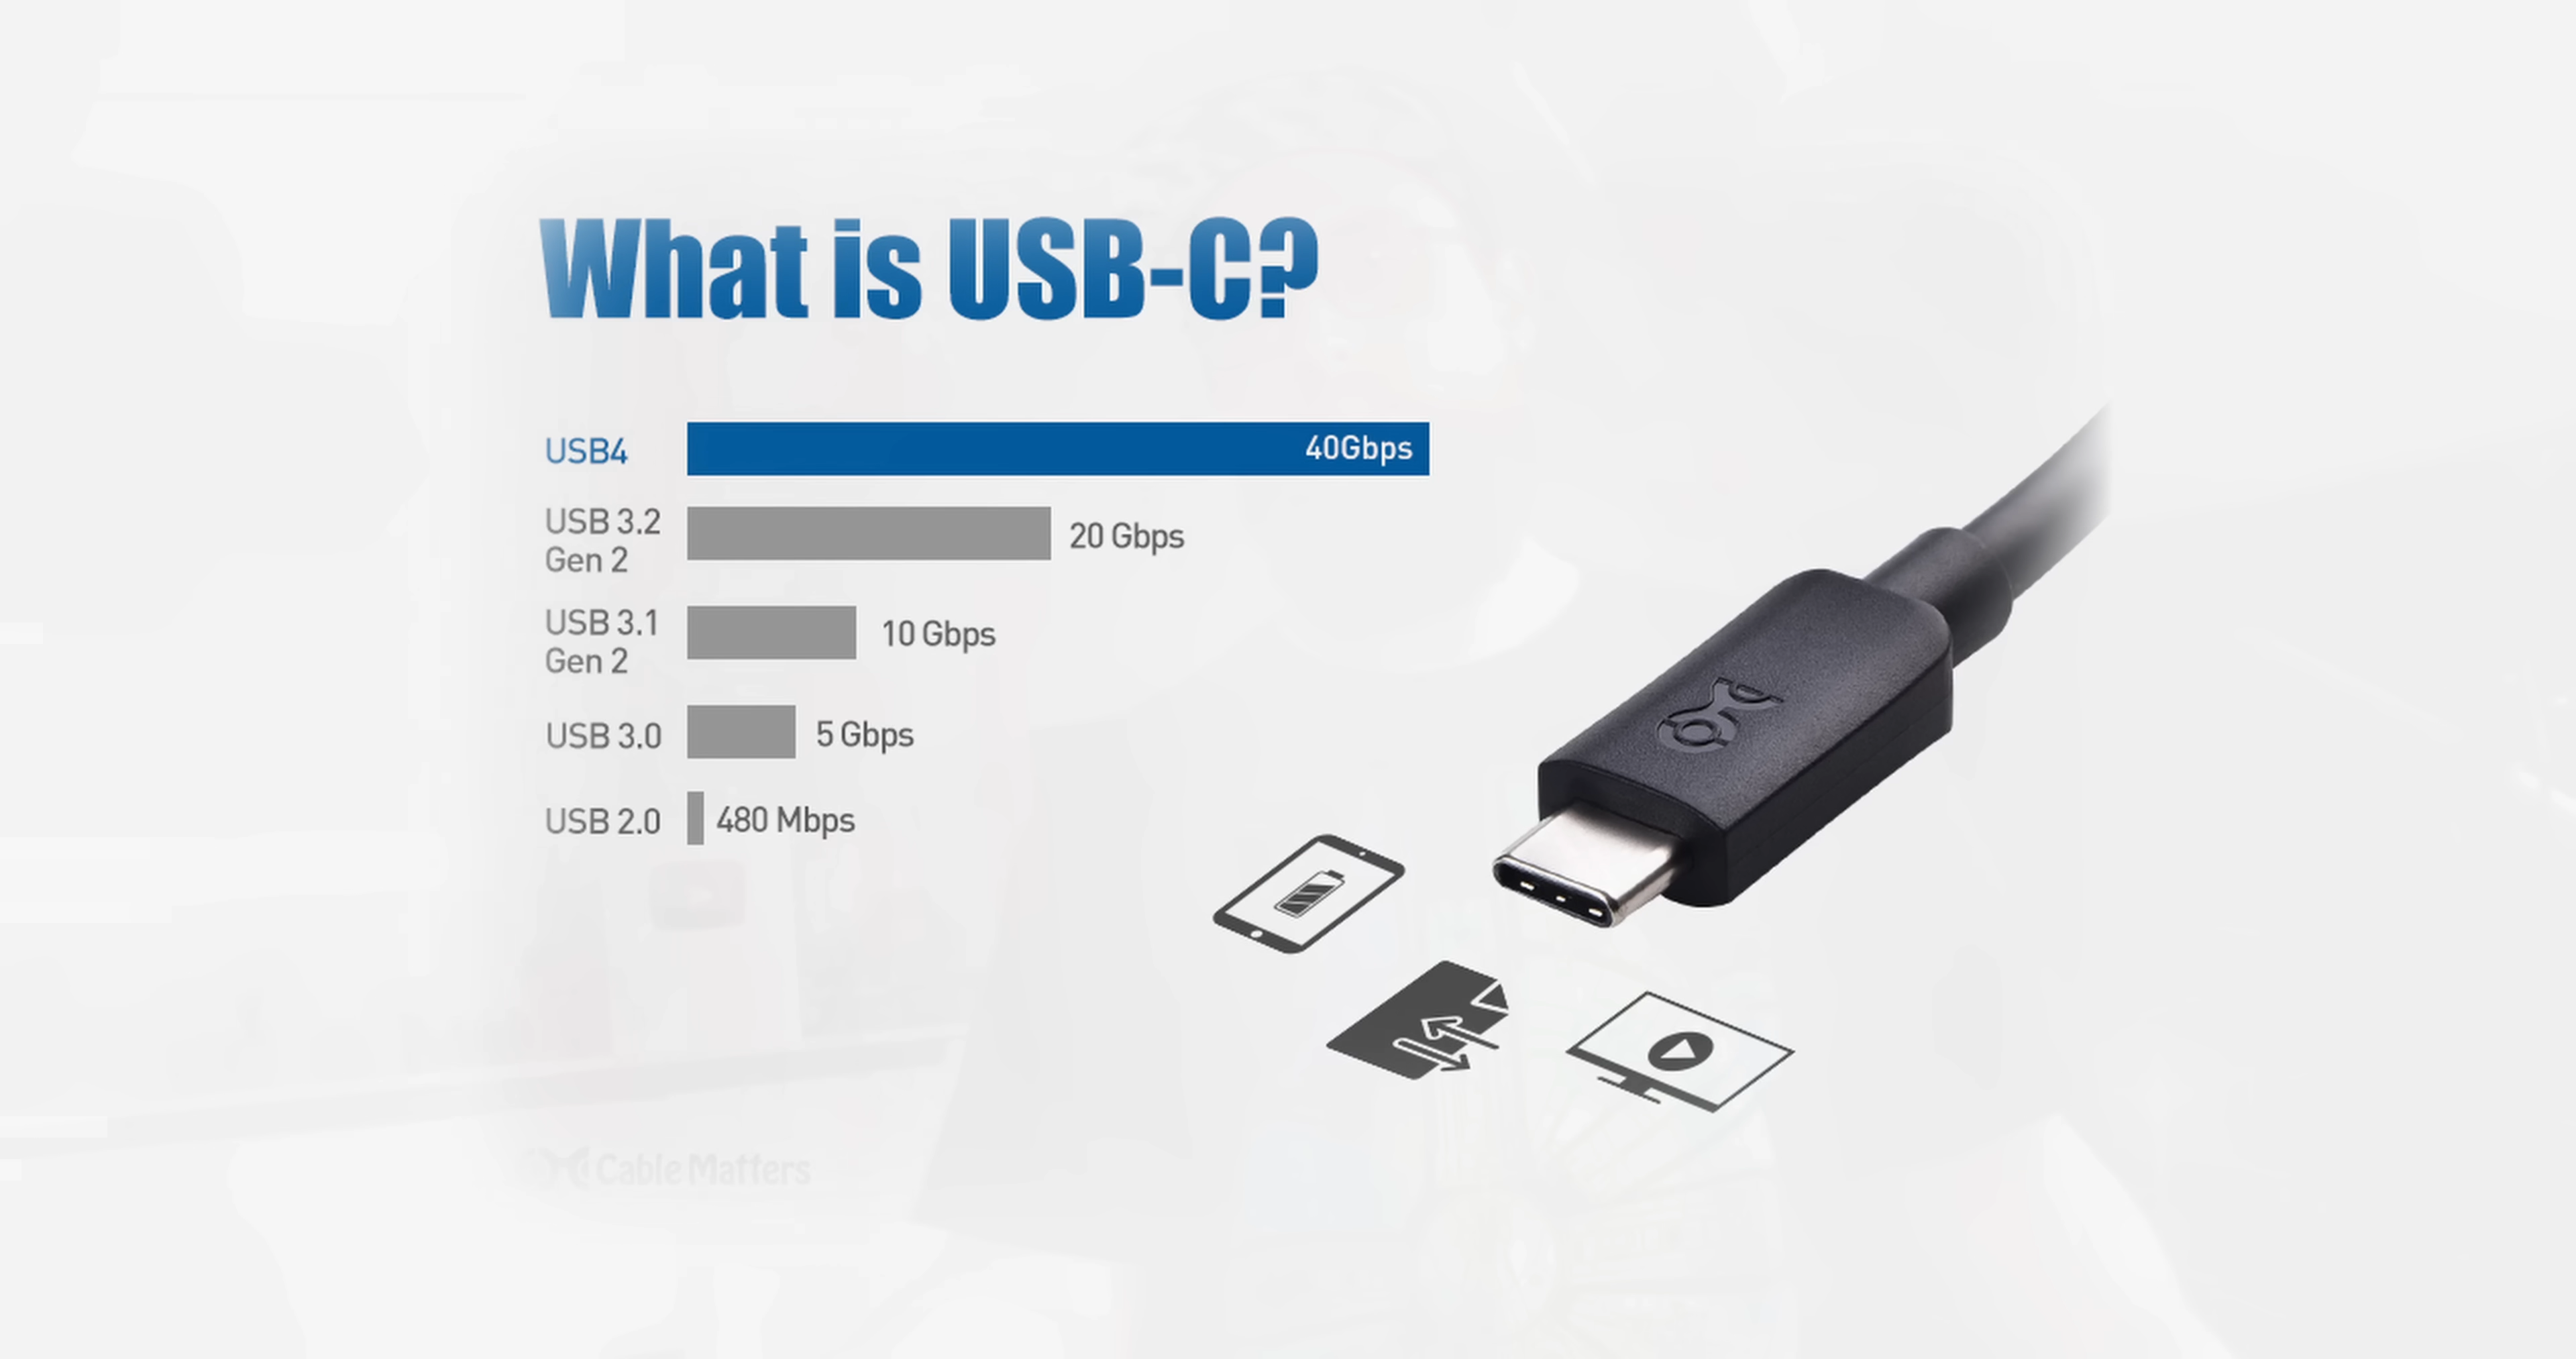 What is USB-C?
USB4
40Gbps
USB 3.2
Gen 2
20 Gbps
USB 3.1
Gen 2
10 Gbps
USB 3.0
5 Gbps
USB 2.0
480 Mbps
Cable Matters